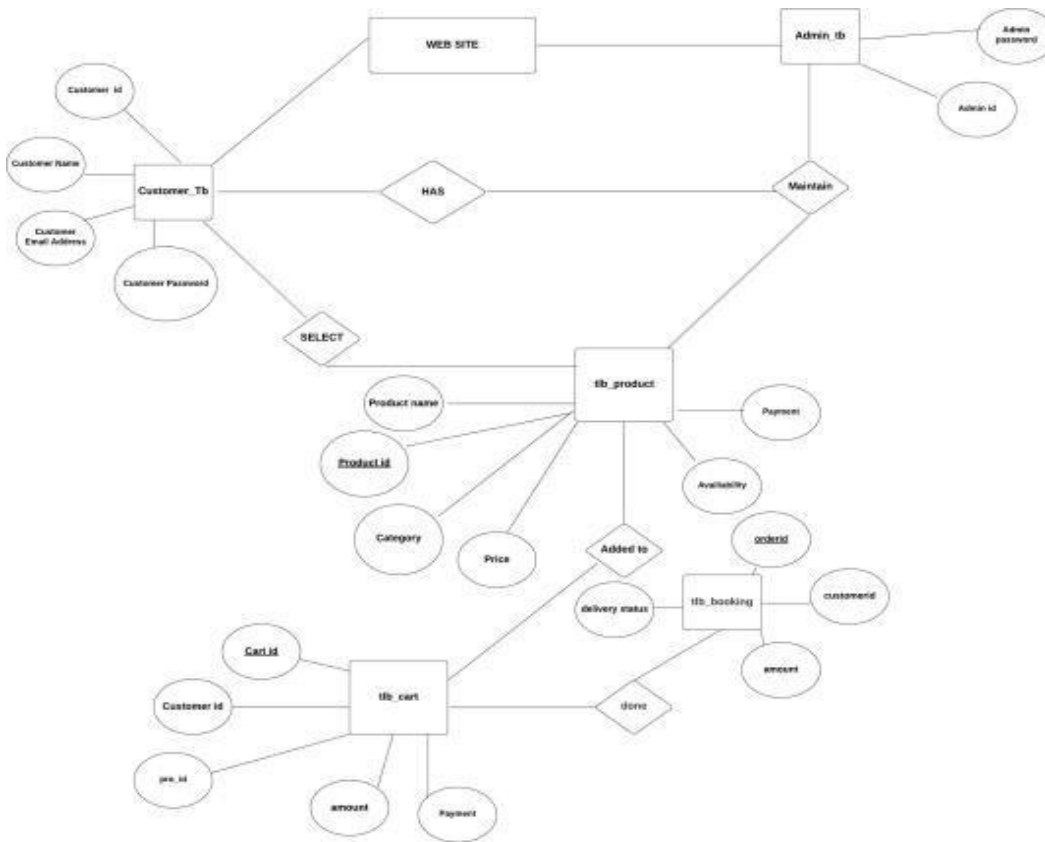 WEB SITE
Admin_tb
Admin
password
Customer id
Admin id
Customer Name
Customer_Tb
HAS
Maintain
Customer
Email Address
Customer Password
SELECT
tlb_product
Product name
Payment
Product id
Availiability
Category
Price
Added to
orderid
delivery status
tlb_booking
customerid
Cart id
amount
tlb_cart
Customer id
done
pro_id
amount
Payment